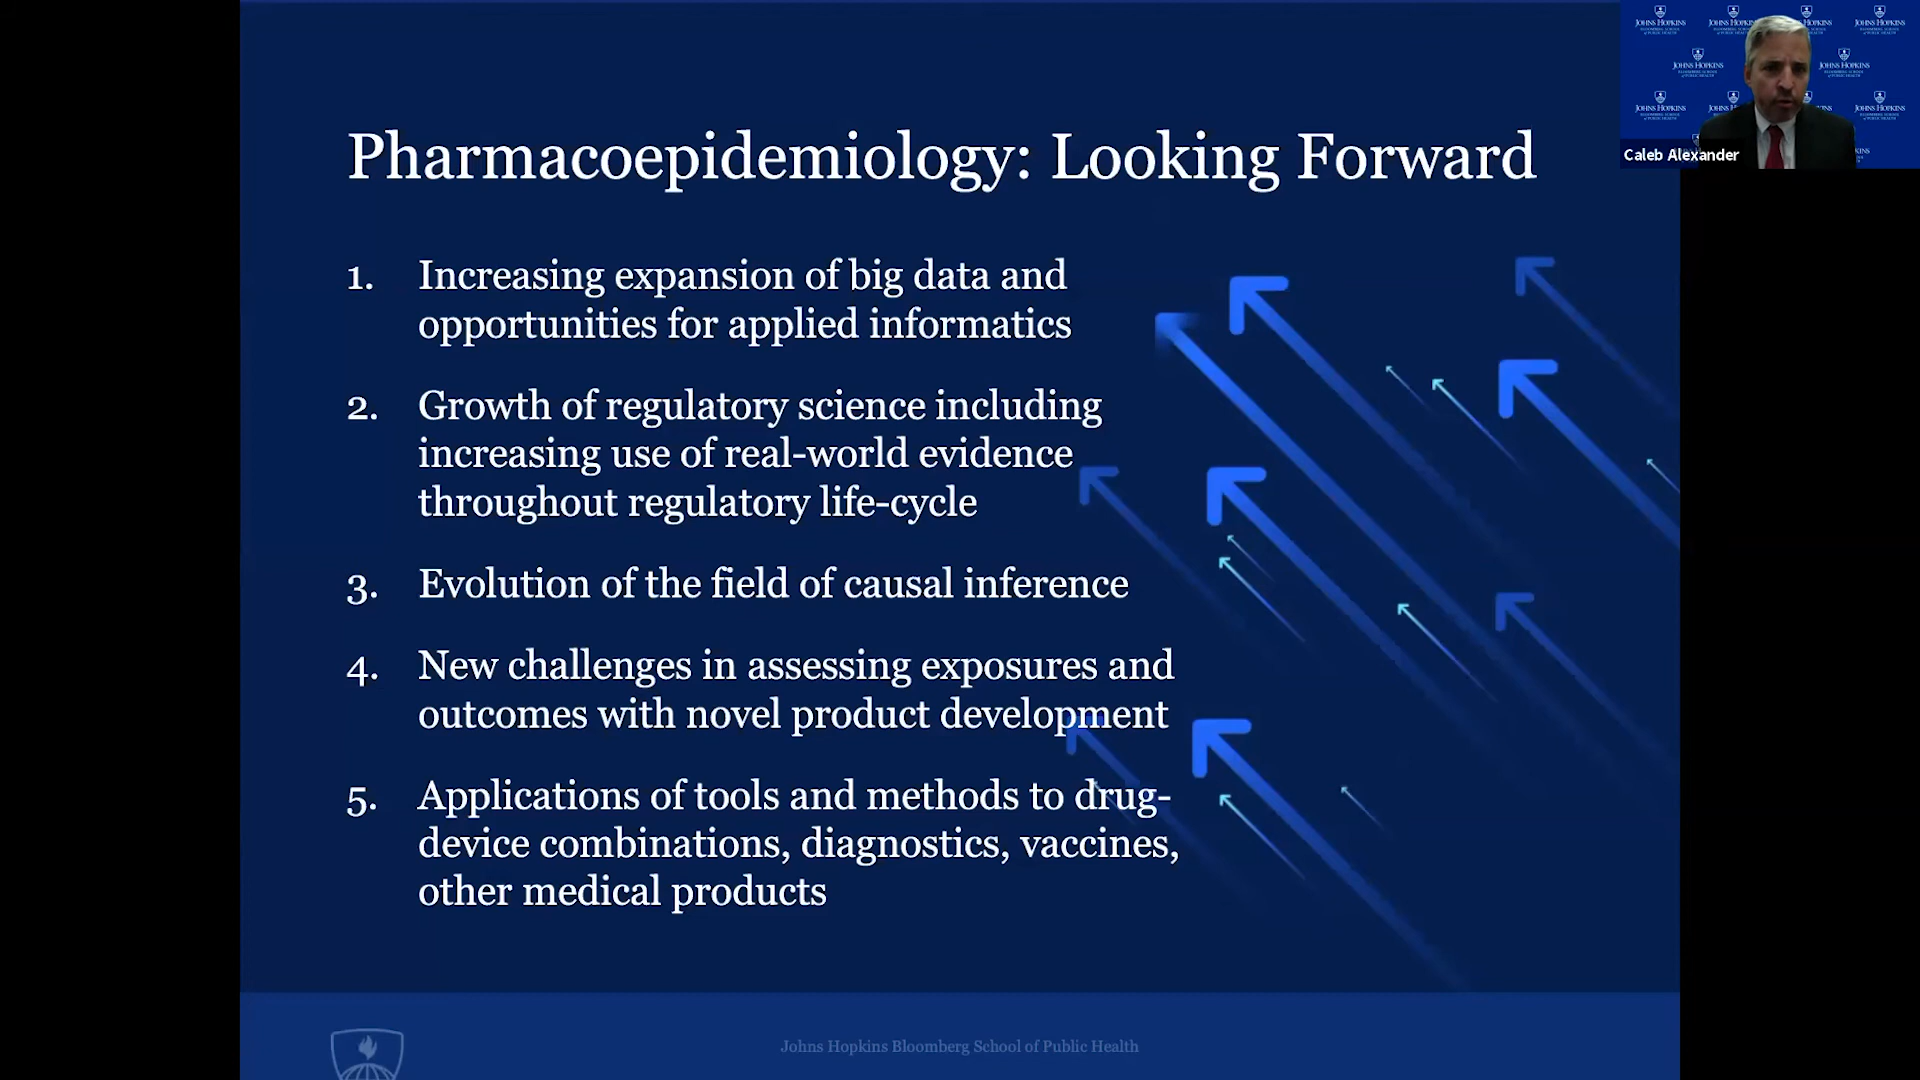 Pharmacoepidemiology: Looking Forward
1. Increasing expansion of big data and
opportunities for applied informatics
2. Growth of regulatory science including
increasing use of real-world evidence
throughout regulatory life-cycle
3. Evolution of the field of causal inference
4. New challenges in assessing exposures and
outcomes with novel product development
5. Applications of tools and methods to drug-
device combinations, diagnostics, vaccines,
other medical products
Johns Hopkins Bloomberg School of Public Health
JOHNS HOPKINS
Caleb Alexander